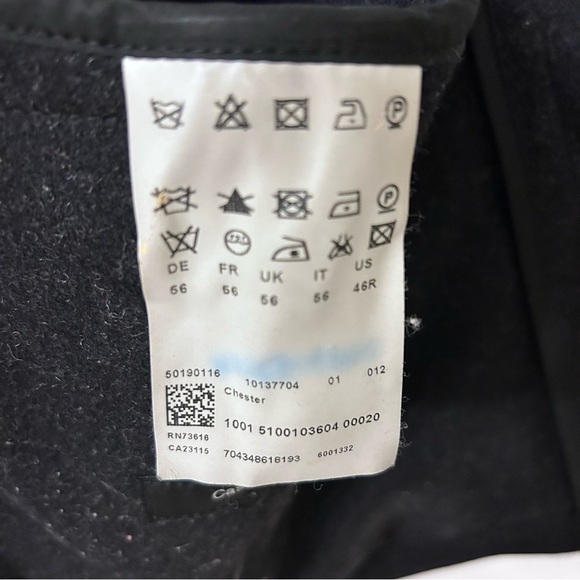 P
P
DE FR UK IT US
56 56 56 56 46R
50190116 10137704 01 012
Chester
1001 5100103604 00020
RN73616
CA23115 704348618193 6001332